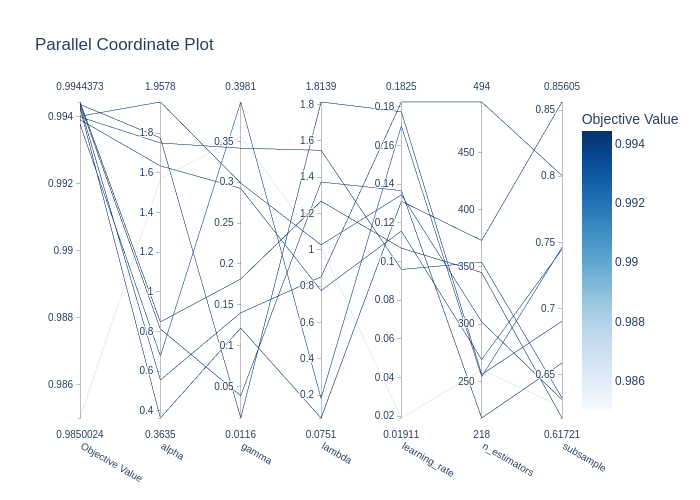 Parallel Coordinate Plot
0.9944373 1.9578 0.3981 1.8139 0.1825 494 0.85605
Objective Value
0.994 0.992 0.99 0.988 0.986
1.8 1.6 1.4 1.2 1 0.8 0.6 0.4
0.35 0.3 0.25 0.2 0.15 0.1 0.05
1.8 1.6 1.4 1.2 1 0.8 0.6 0.4 0.2
0.18 0.16 0.14 0.12 0.1 0.08 0.06 0.04 0.02
450 400 350 300 250
0.85 0.8 0.75 0.7 0.65
0.994 0.992 0.99 0.988 0.986
0.9850024 0.3635 0.0116 0.0751 0.01911 218 0.61721
Objective Value alpha gamma lambda learning_rate n_estimators subsample